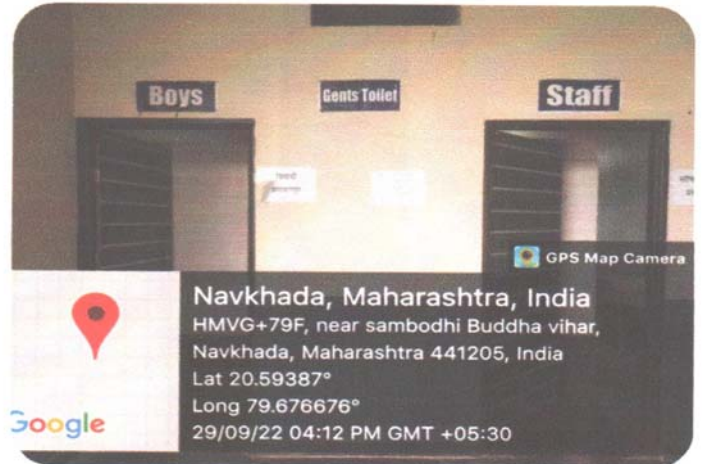 Boys
Gents Toilet
Staff
GPS Map Camera
Navkhada, Maharashtra, India
HMVG+79F, near sambodhi Buddha vihar,
Navkhada, Maharashtra 441205, India
Lat 20.59387°
Long 79.676676°
29/09/22 04:12 PM GMT +05:30
Google